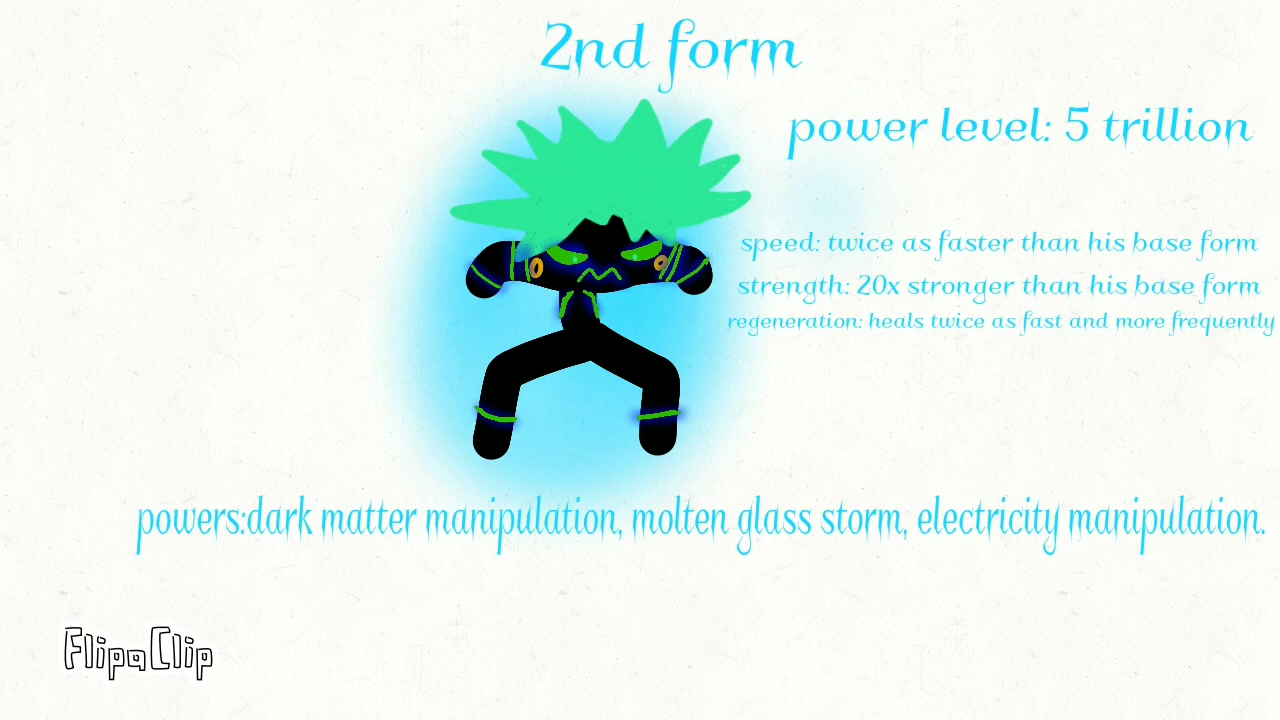 2nd form
power level: 5 trillion
speed: twice as faster than his base form
strength: 20x stronger than his base form
regeneration: heals twice as fast and more frequently
powers:dark matter manipulation, molten glass storm, electricity manipulation.
FlipaClip